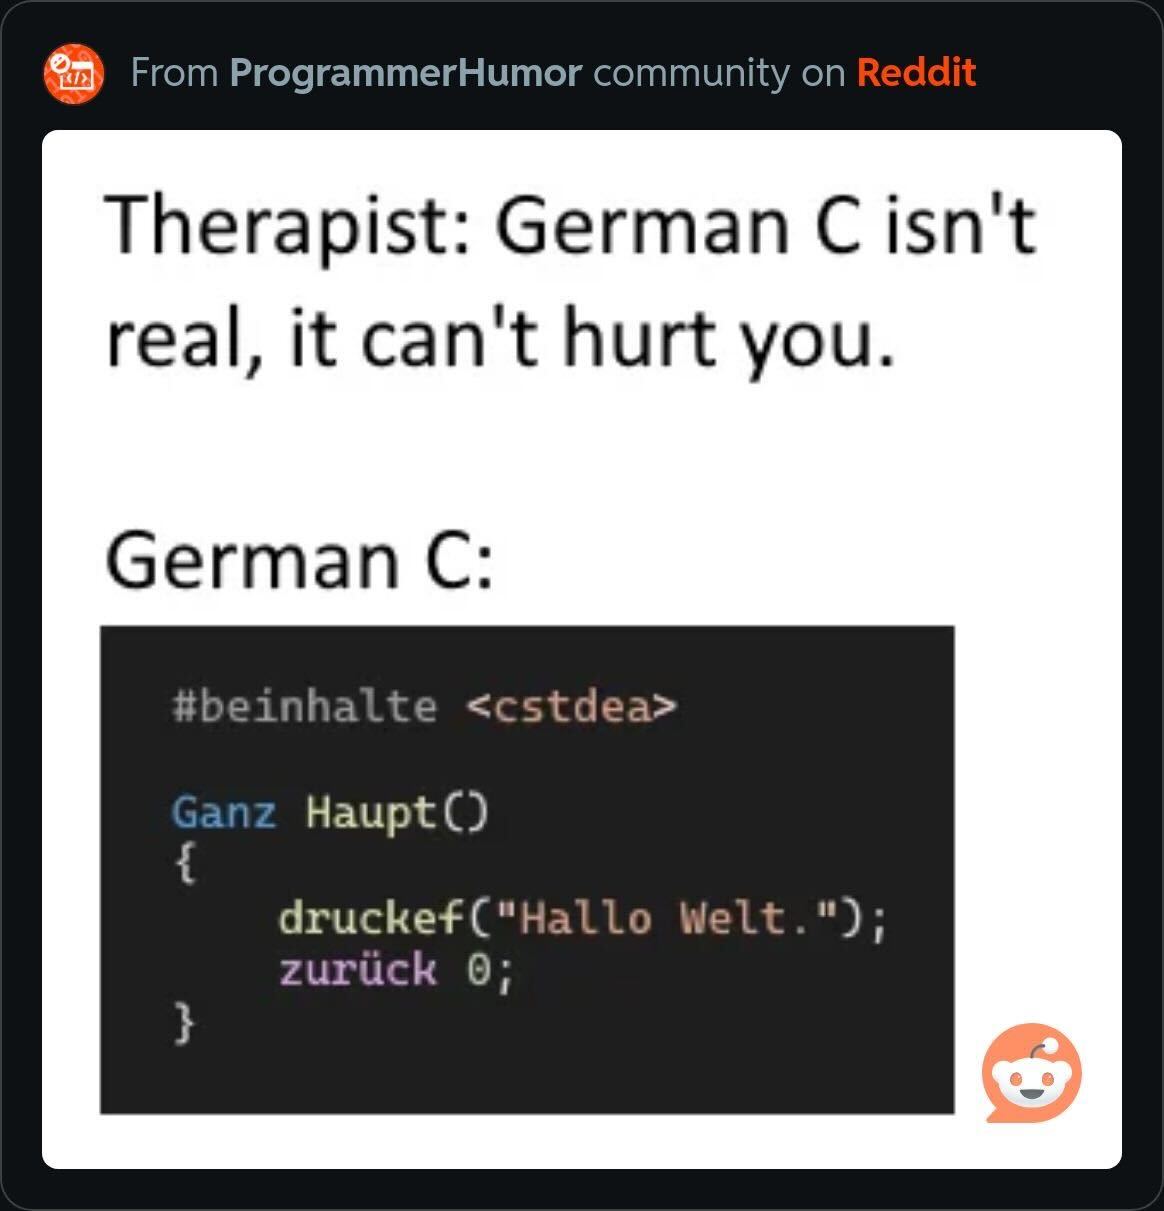 From ProgrammerHumor community on Reddit
Therapist: German C isn't
real, it can't hurt you.
German C:
#beinhalte <cstdea>
Ganz Haupt()
{
druckef("Hallo Welt.");
zurück 0;
}